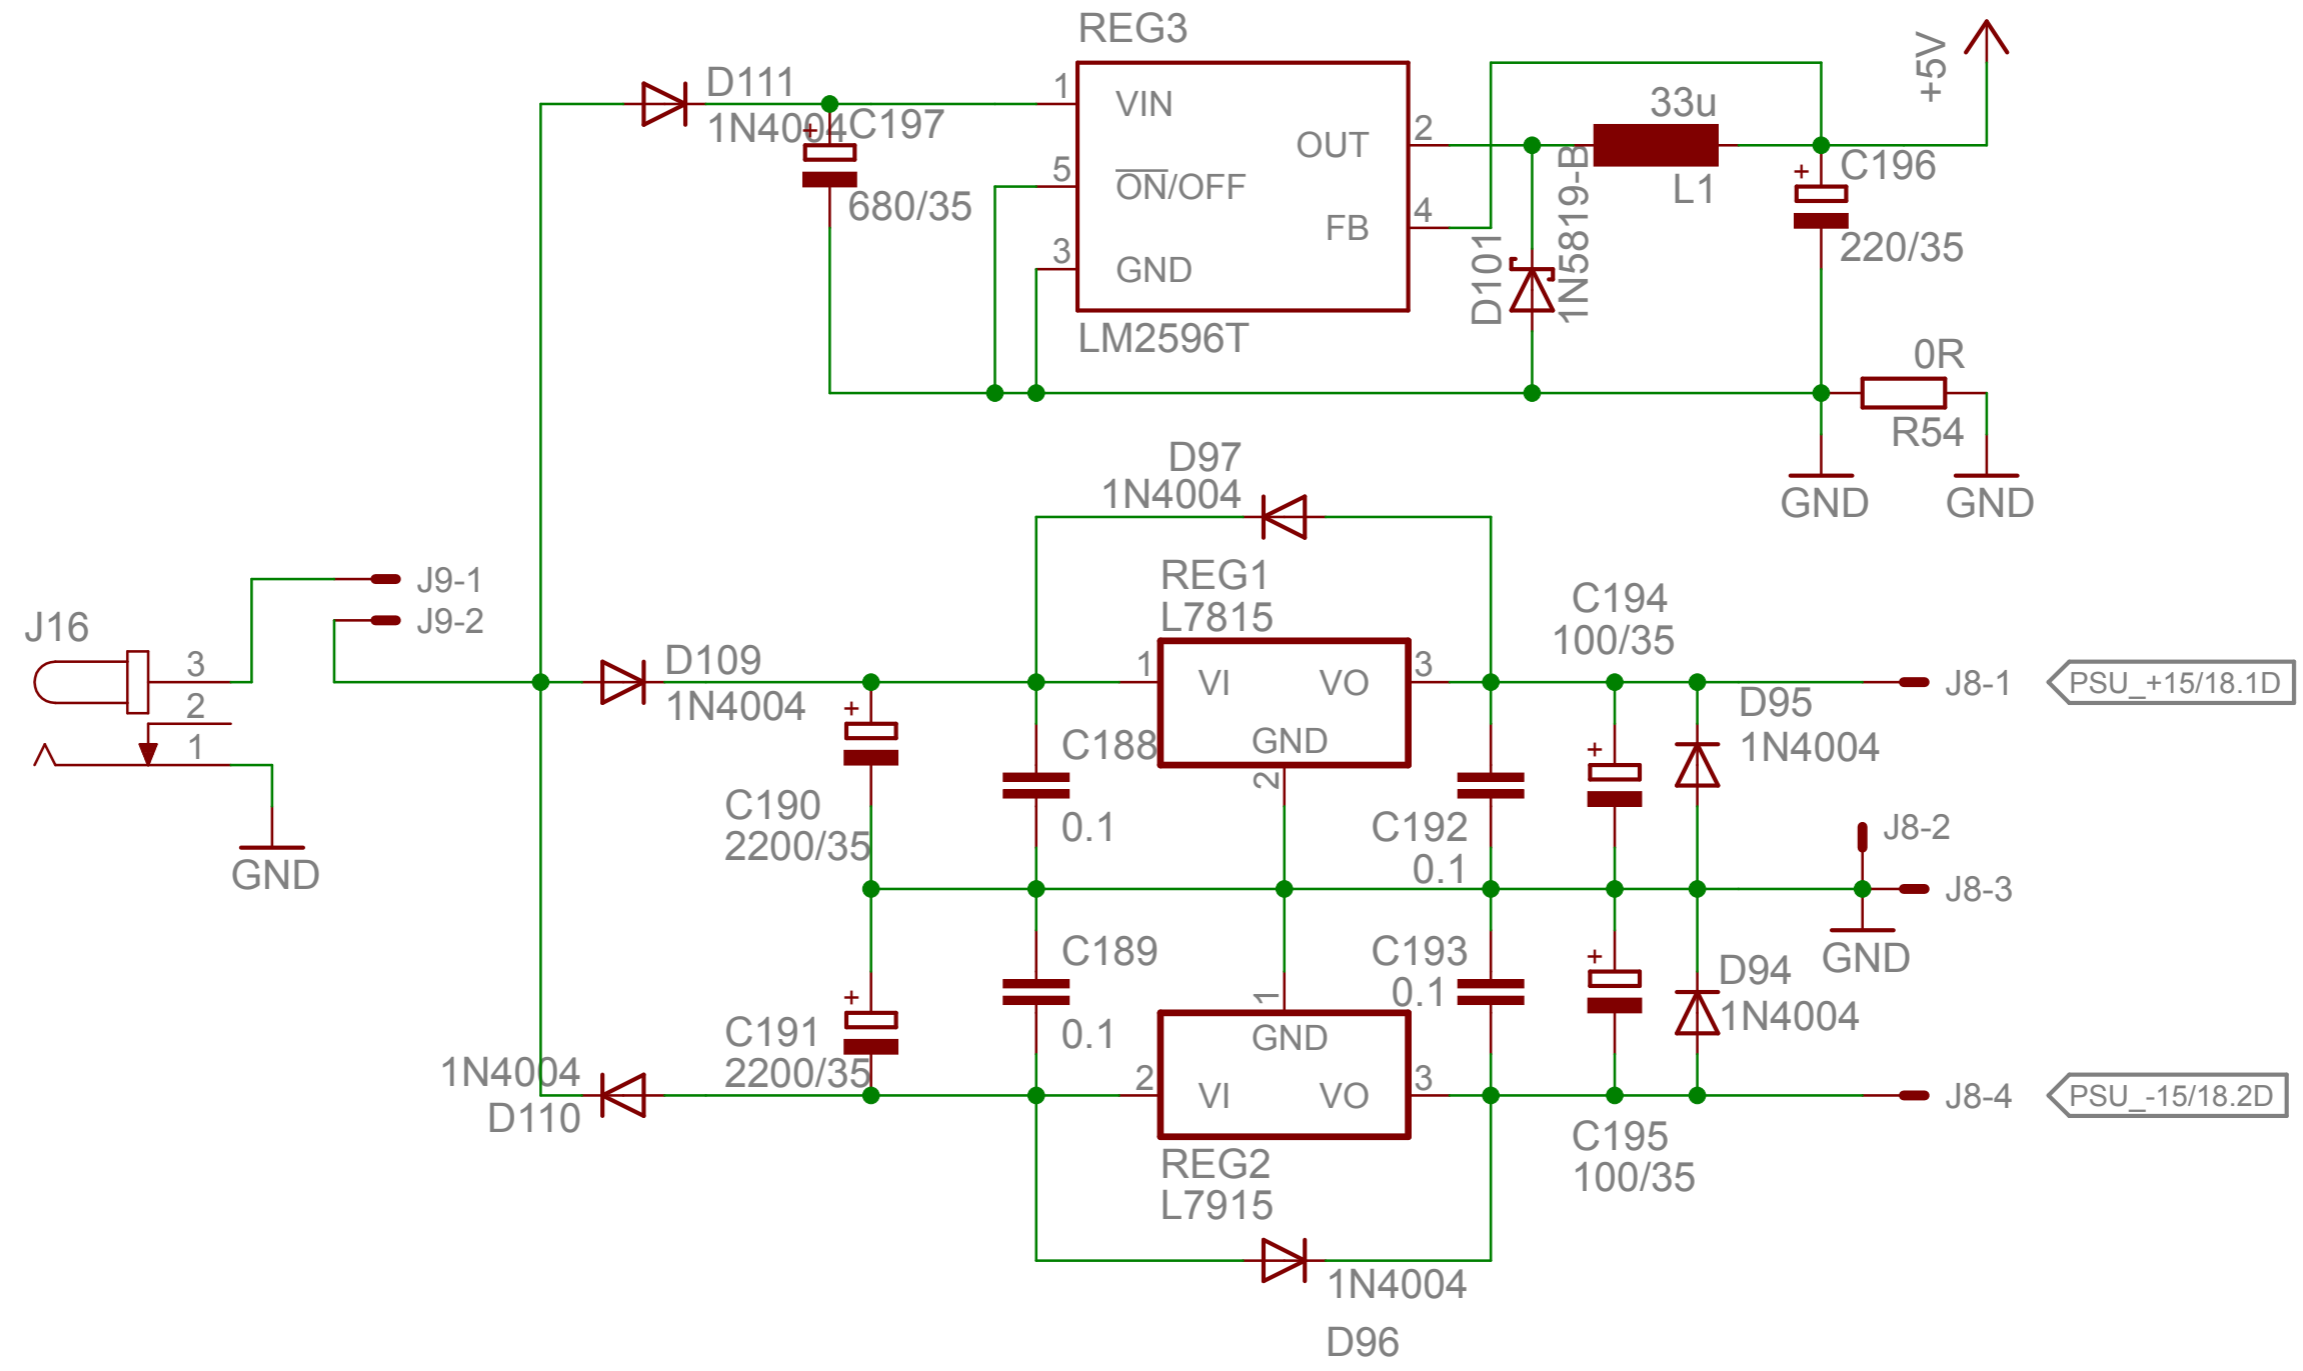 REG3
D111
1N4004
C197
680/35
1
VIN
5
ON/OFF
3
GND
OUT
2
FB
4
LM2596T
D101
1N5819-B
33u
L1
+5V
C196
220/35
0R
R54
GND
GND
D97
1N4004
J9-1
J9-2
J16
3
2
1
GND
D109
1N4004
REG1
L7815
1
VI
VO
3
GND
2
C194
100/35
J8-1
PSU_+15/18.1D
D95
1N4004
C190
2200/35
C188
0.1
C192
0.1
J8-2
J8-3
GND
C191
2200/35
C189
0.1
C193
0.1
D94
1N4004
1N4004
D110
1
GND
2
VI
VO
3
J8-4
PSU_-15/18.2D
REG2
L7915
C195
100/35
1N4004
D96